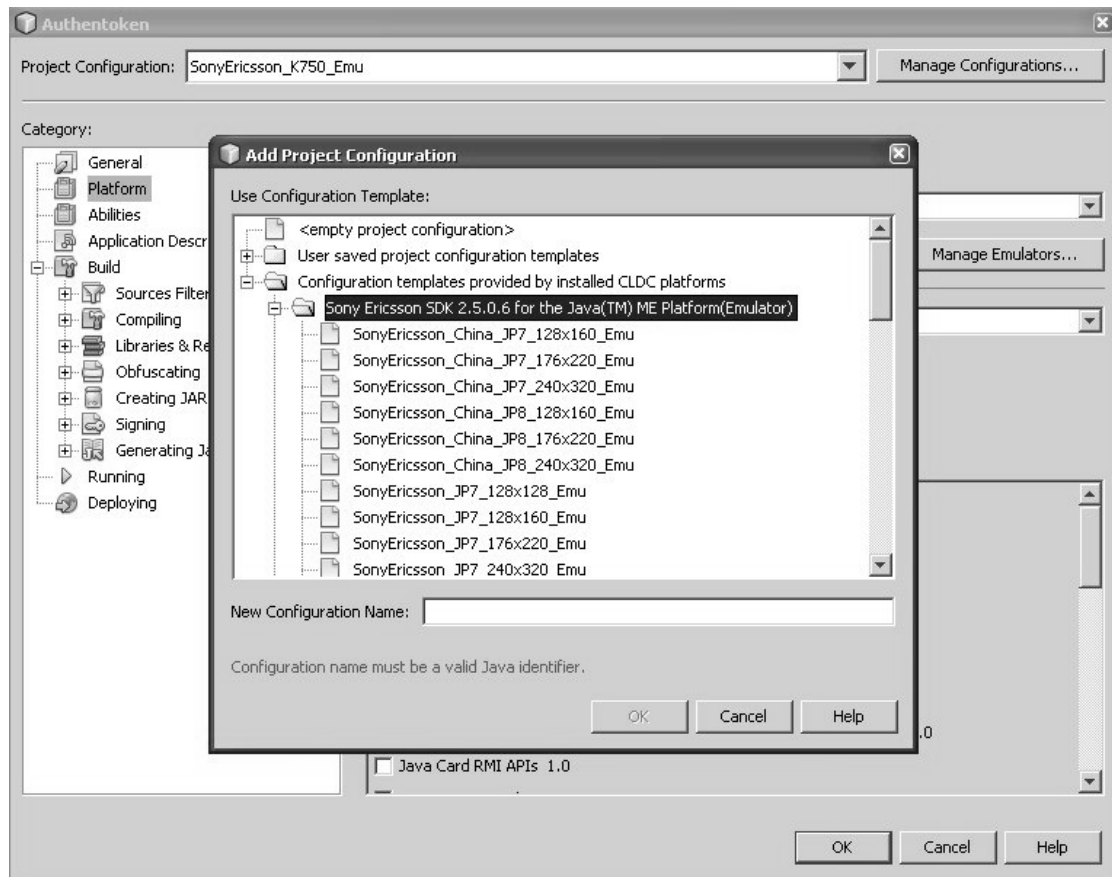 Authentoken
Project Configuration: SonyEricsson_K750_Emu Manage Configurations...
Category:
General
Platform
Abilities
Application Descr
Build
Sources Filter
Compiling
Libraries & Re
Obfuscating
Creating JAR
Signing
Generating Ja
Running
Deploying
Manage Emulators...
Add Project Configuration
Use Configuration Template:
<empty project configuration>
User saved project configuration templates
Configuration templates provided by installed CLDC platforms
Sony Ericsson SDK 2.5.0.6 for the Java(TM) ME Platform(Emulator)
SonyEricsson_China_JP7_128x160_Emu
SonyEricsson_China_JP7_176x220_Emu
SonyEricsson_China_JP7_240x320_Emu
SonyEricsson_China_JP8_128x160_Emu
SonyEricsson_China_JP8_176x220_Emu
SonyEricsson_China_JP8_240x320_Emu
SonyEricsson_JP7_128x128_Emu
SonyEricsson_JP7_128x160_Emu
SonyEricsson_JP7_176x220_Emu
SonyEricsson_JP7_240x320_Emu
New Configuration Name:
Configuration name must be a valid Java identifier.
OK Cancel Help
.0
Java Card RMI APIs 1.0
OK Cancel Help